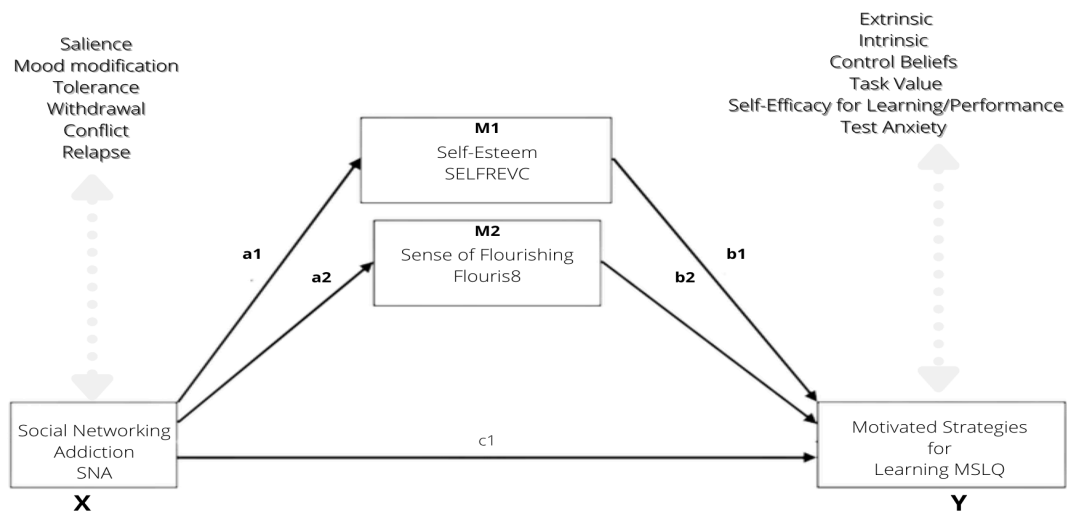 Salience
Mood modification
Tolerance
Withdrawal
Conflict
Relapse
Extrinsic
Intrinsic
Control Beliefs
Task Value
Self-Efficacy for Learning/Performance
Test Anxiety
M1
Self-Esteem
SELFREVC
M2
Sense of Flourishing
Flouris8
a1
a2
b1
b2
Social Networking
Addiction
SNA
X
c1
Motivated Strategies
for
Learning MSLQ
Y